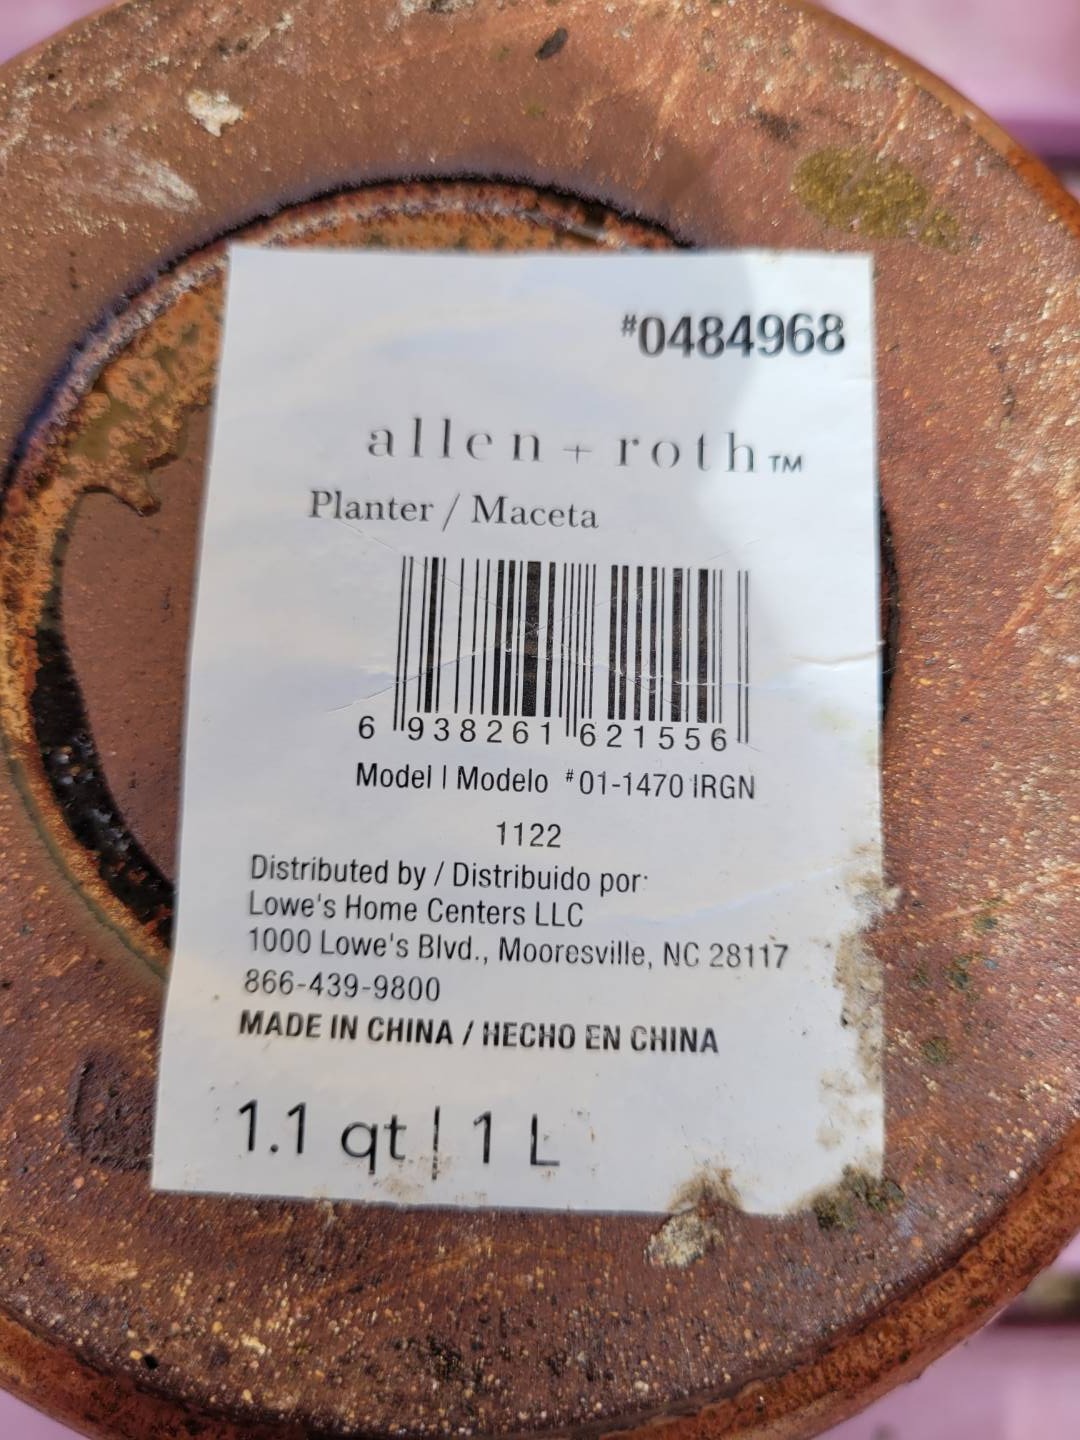 #0484968
allen + roth™
Planter / Maceta
6 938261 621556
Model | Modelo #01-1470 IRGN
1122
Distributed by / Distribuido por:
Lowe's Home Centers LLC
1000 Lowe's Blvd., Mooresville, NC 28117
866-439-9800
MADE IN CHINA / HECHO EN CHINA
1.1 qt | 1 L